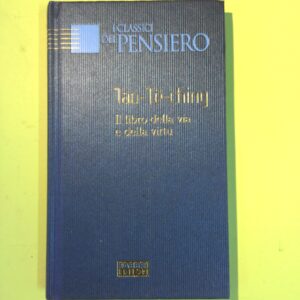 I CLASSICI
DEL PENSIERO
Tao-Tê-ching
Il libro della via
e della virtù